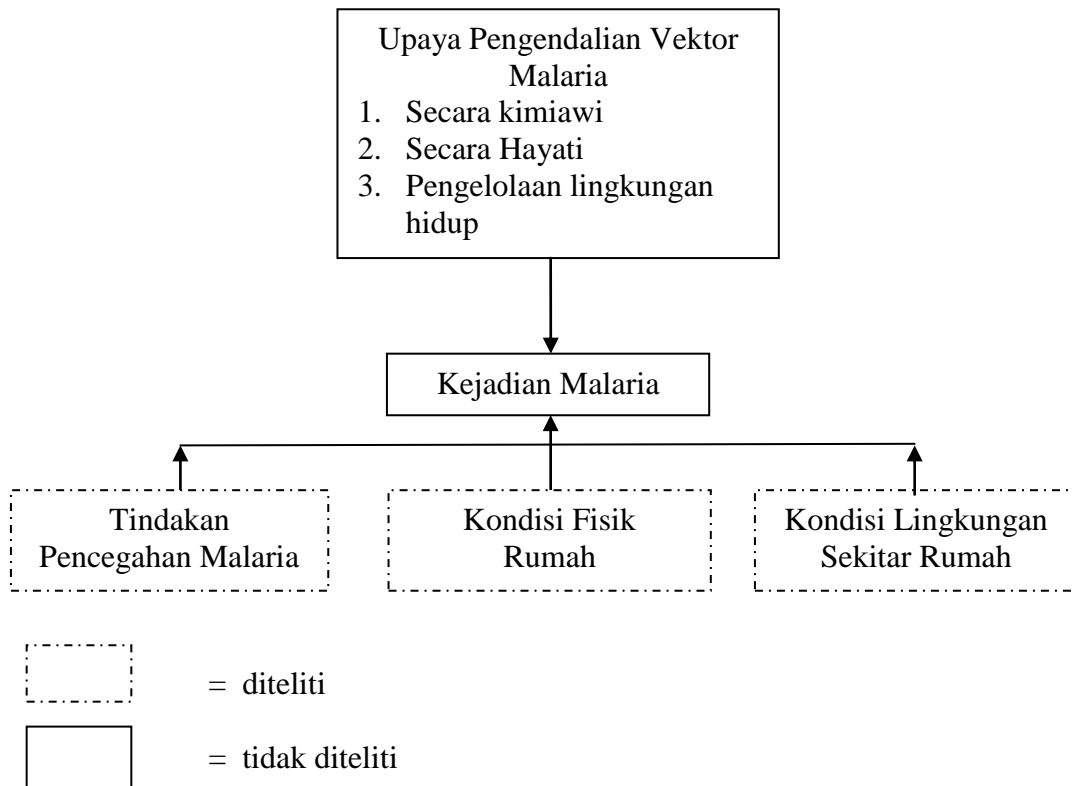 Upaya Pengendalian Vektor
Malaria
1. Secara kimiawi
2. Secara Hayati
3. Pengelolaan lingkungan
hidup
Kejadian Malaria
Tindakan
Pencegahan Malaria
Kondisi Fisik
Rumah
Kondisi Lingkungan
Sekitar Rumah
= diteliti
= tidak diteliti